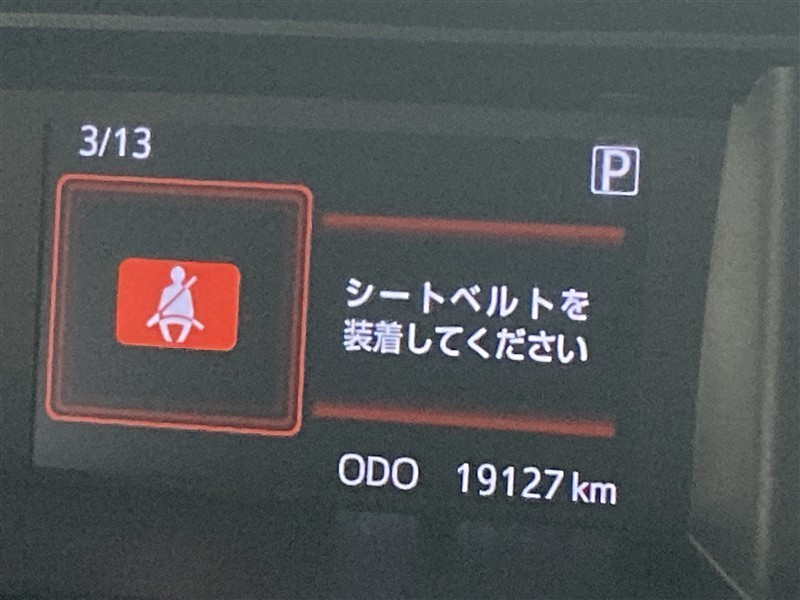 3/13
P
シートベルトを
装着してください
ODO 19127 km